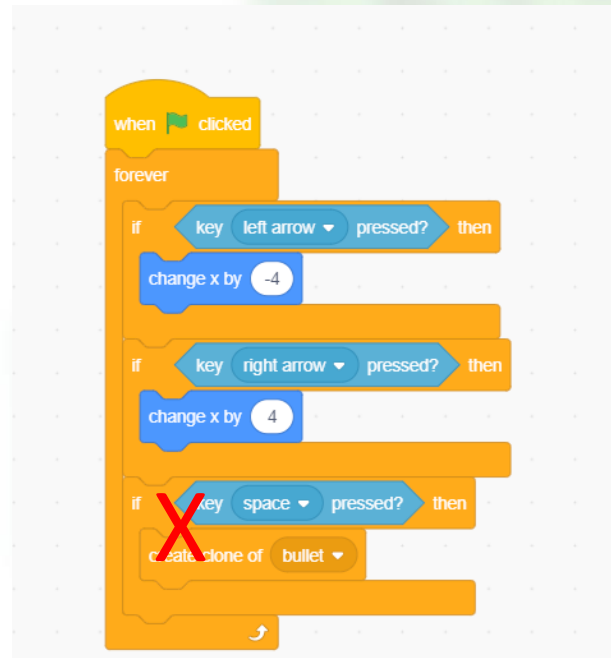 when clicked
forever
if key left arrow pressed? then
change x by -4
if key right arrow pressed? then
change x by 4
if key space pressed? then
create clone of bullet
X